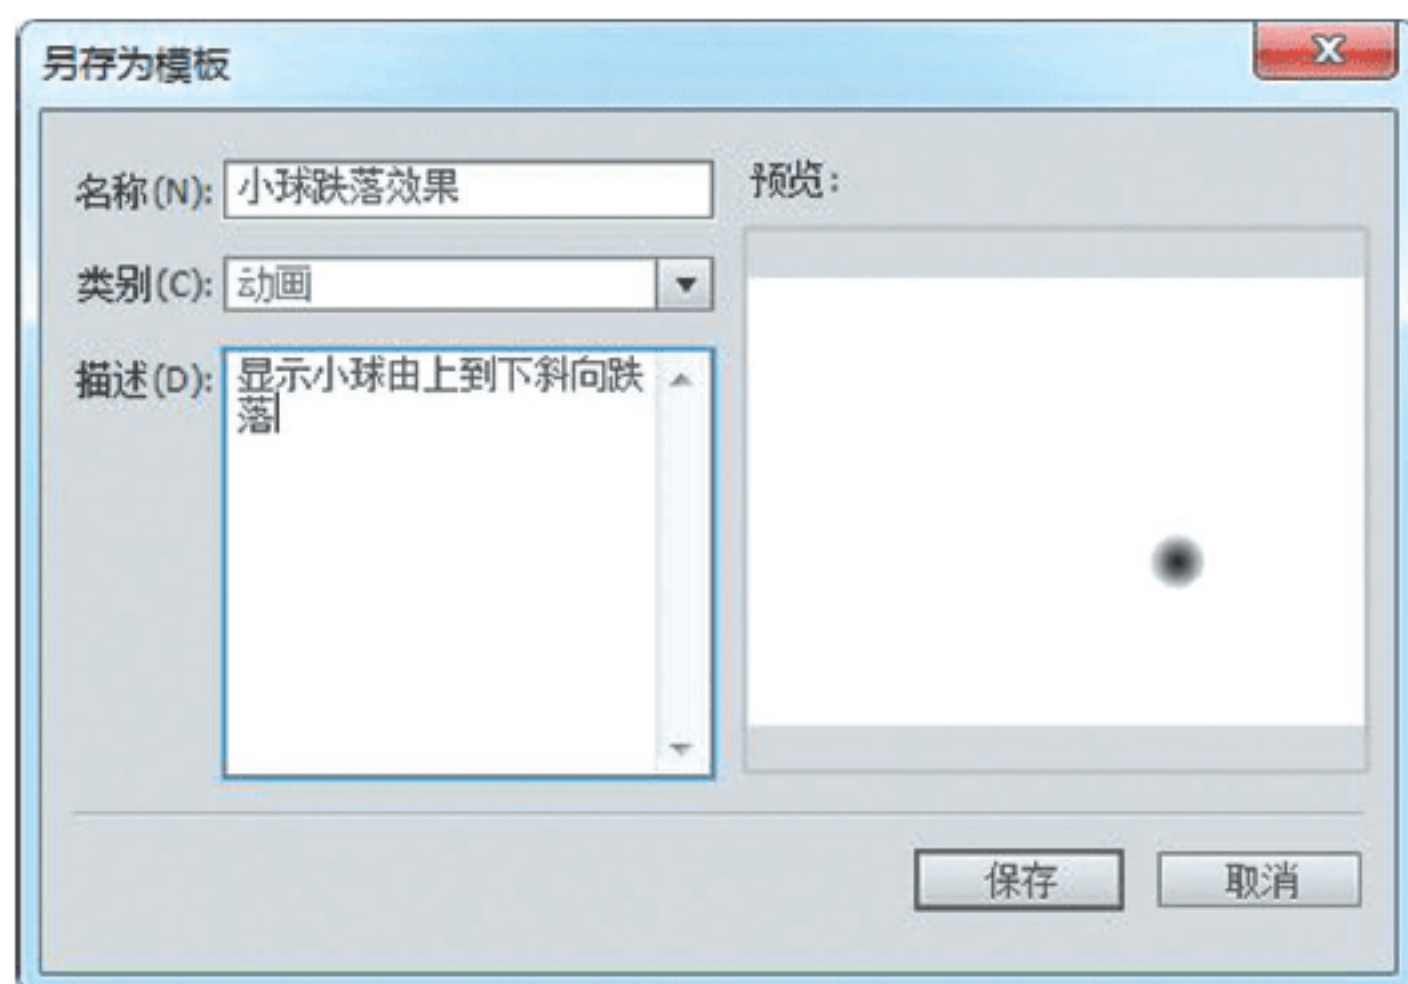 另存为模板
名称(N): 小球跌落效果
预览:
类别(C): 动画
描述(D): 显示小球由上到下斜向跌
落
保存
取消